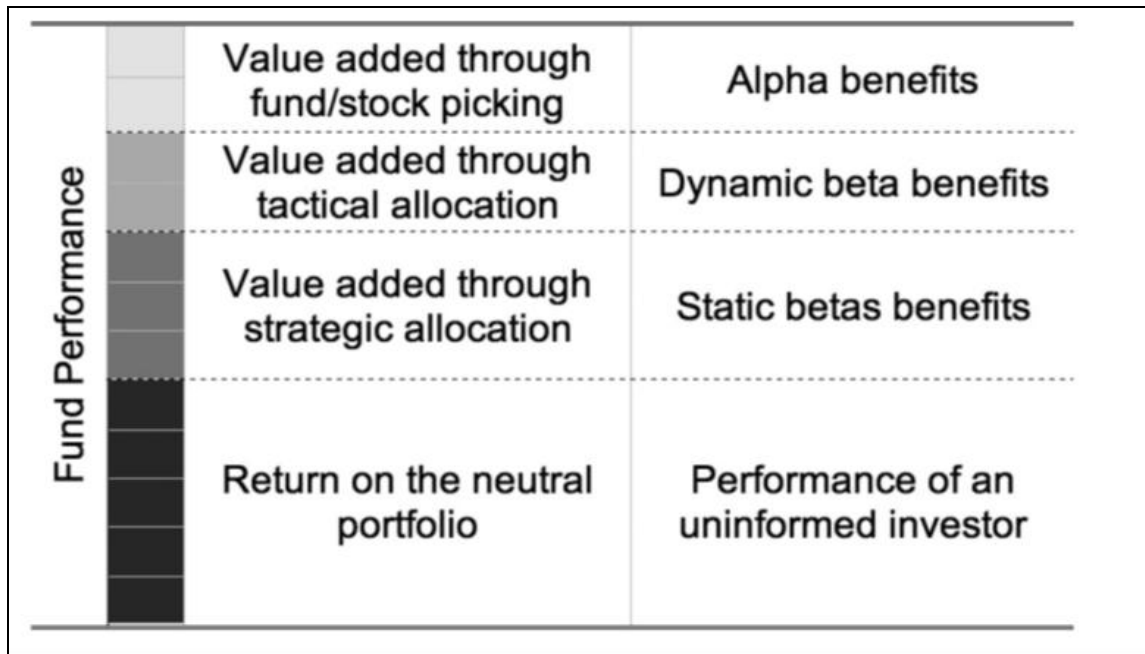 Fund Performance
Value added through
fund/stock picking
Alpha benefits
Value added through
tactical allocation
Dynamic beta benefits
Value added through
strategic allocation
Static betas benefits
Return on the neutral
portfolio
Performance of an
uninformed investor